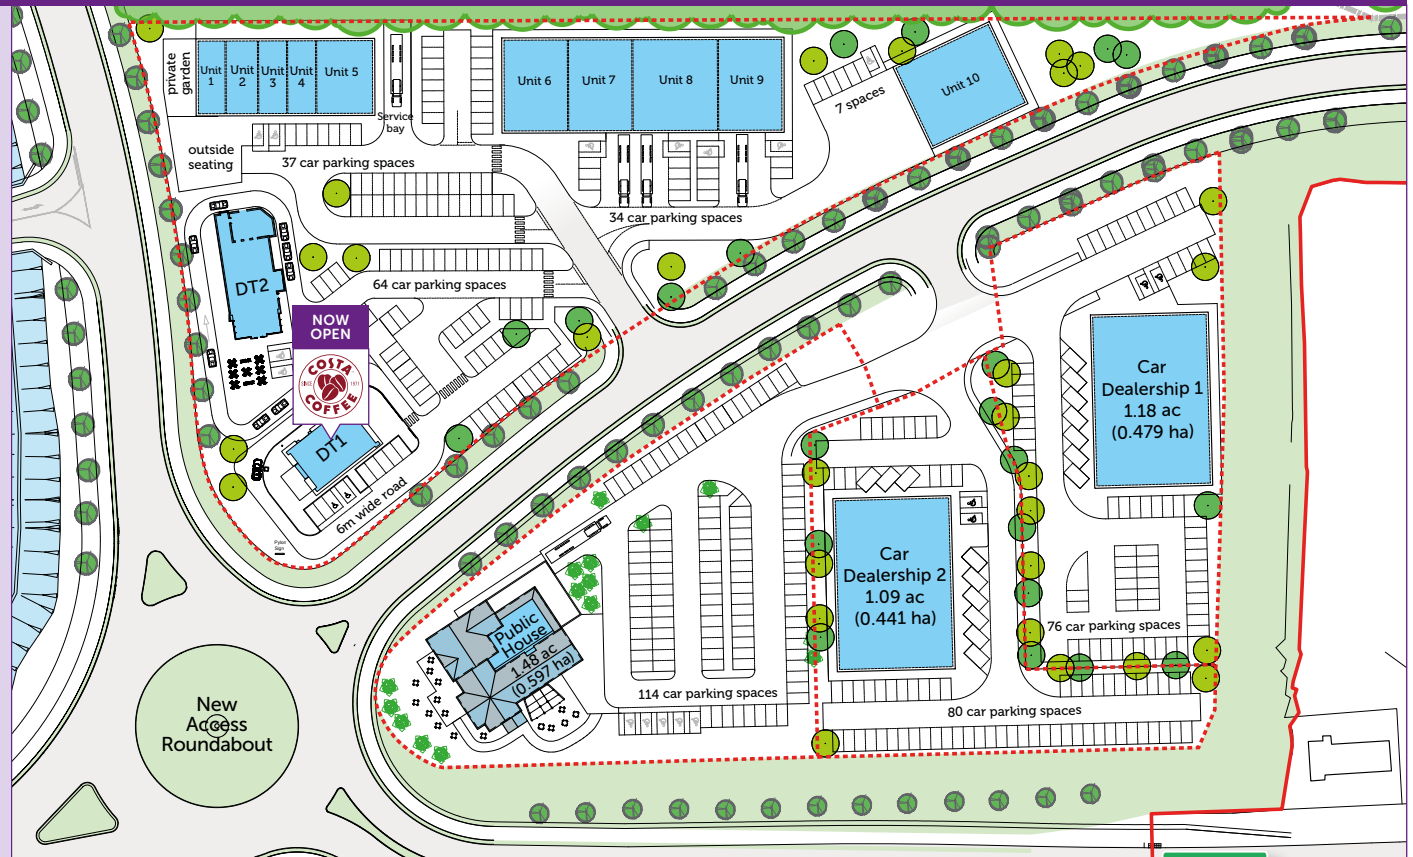 private
garden
Unit
1
Unit
2
Unit
3
Unit
4
Unit 5
Service
bay
outside
seating
37 car parking spaces
Unit 6
Unit 7
Unit 8
Unit 9
7 spaces
Unit 10
34 car parking spaces
DT2
64 car parking spaces
NOW
OPEN
COSTA
SINCE 1971
COFFEE
DT1
6m wide road
Pylon
Sign
Car
Dealership 1
1.18 ac
(0.479 ha)
Car
Dealership 2
1.09 ac
(0.441 ha)
76 car parking spaces
Public
House
1.48 ac
(0.597 ha)
114 car parking spaces
80 car parking spaces
New
Access
Roundabout